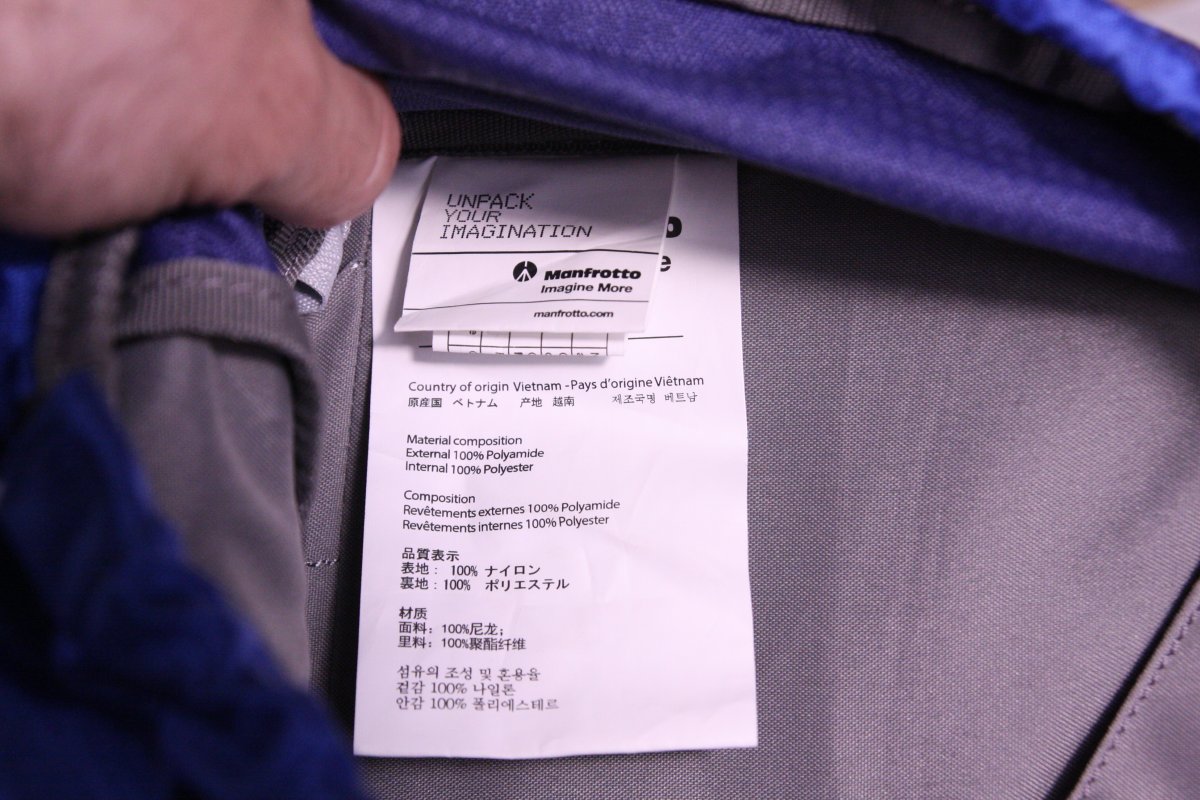 UNPACK
YOUR
IMAGINATION
Manfrotto
Imagine More
manfrotto.com
Country of origin Vietnam -Pays d'origine Viêtnam
原産国 ベトナム 产地 越南 제조국명 베트남
Material composition
External 100% Polyamide
Internal 100% Polyester
Composition
Revêtements externes 100% Polyamide
Revêtements internes 100% Polyester
品質表示
表地： 100% ナイロン
裏地：100% ポリエステル
材质
面料：100%尼龙；
里料：100%聚酯纤维
섬유의 조성 및 혼용율
겉감 100% 나일론
안감 100% 폴리에스테르